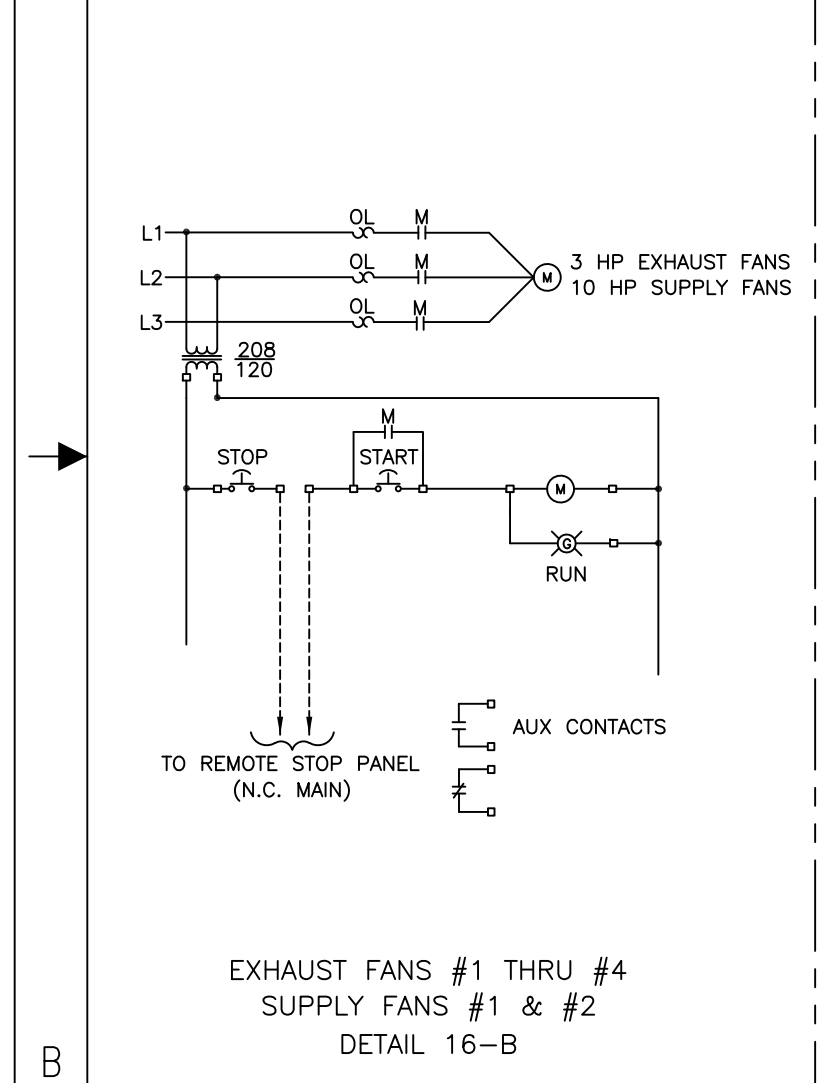 OL M
L1
OL M
L2
M
3 HP EXHAUST FANS
10 HP SUPPLY FANS
OL M
L3
208
120
M
STOP
START
M
G
RUN
AUX CONTACTS
TO REMOTE STOP PANEL
(N.C. MAIN)
EXHAUST FANS #1 THRU #4
SUPPLY FANS #1 & #2
DETAIL 16-B
B